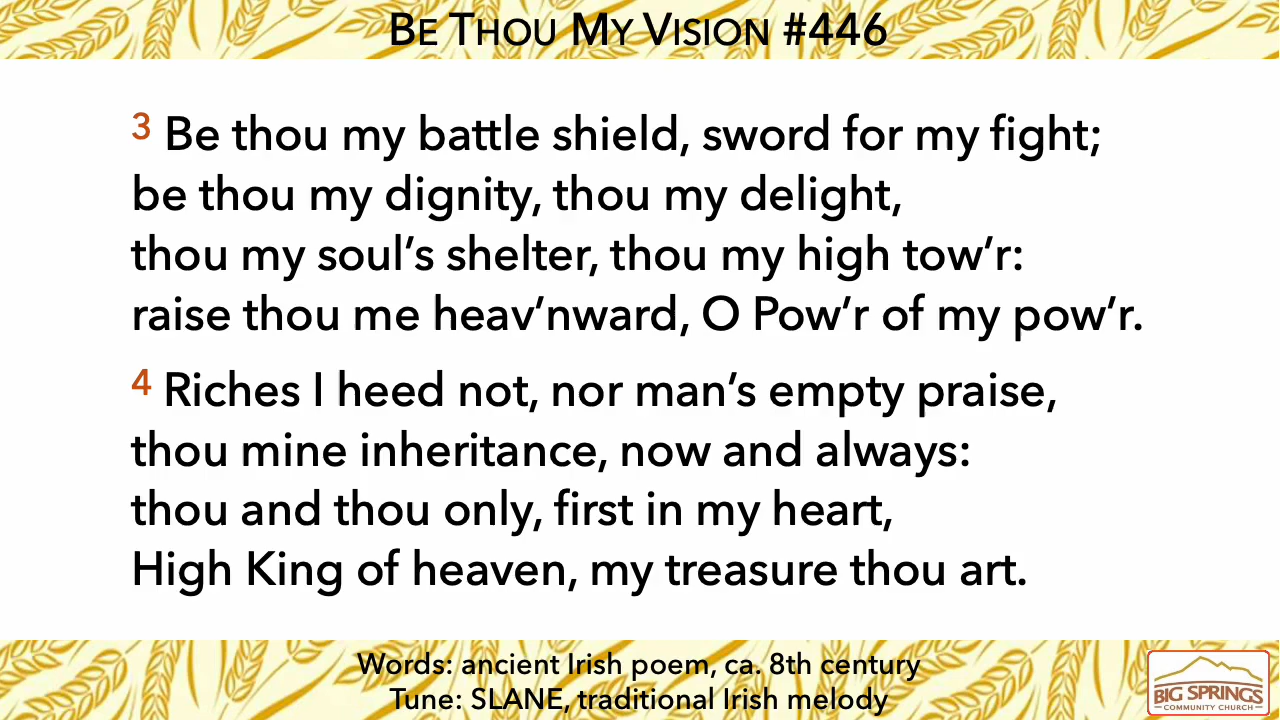 BE THOU MY VISION #446
3 Be thou my battle shield, sword for my fight;
be thou my dignity, thou my delight,
thou my soul’s shelter, thou my high tow’r:
raise thou me heav’nward, O Pow’r of my pow’r.
4 Riches I heed not, nor man’s empty praise,
thou mine inheritance, now and always:
thou and thou only, first in my heart,
High King of heaven, my treasure thou art.
Words: ancient Irish poem, ca. 8th century
Tune: SLANE, traditional Irish melody
BIG SPRINGS
COMMUNITY CHURCH